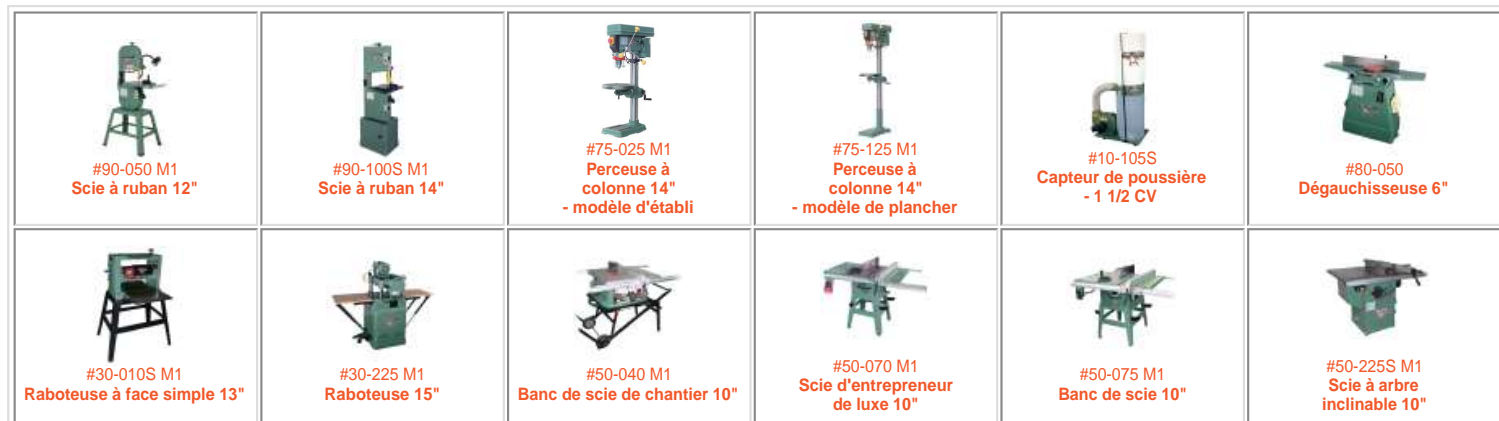 #90-050 M1
Scie à ruban 12"
#90-100S M1
Scie à ruban 14"
#75-025 M1
Perceuse à
colonne 14"
- modèle d'établi
#75-125 M1
Perceuse à
colonne 14"
- modèle de plancher
#10-105S
Capteur de poussière
- 1 1/2 CV
#80-050
Dégauchisseuse 6"
#30-010S M1
Raboteuse à face simple 13"
#30-225 M1
Raboteuse 15"
#50-040 M1
Banc de scie de chantier 10"
#50-070 M1
Scie d'entrepreneur
de luxe 10"
#50-075 M1
Banc de scie 10"
#50-225S M1
Scie à arbre
inclinable 10"